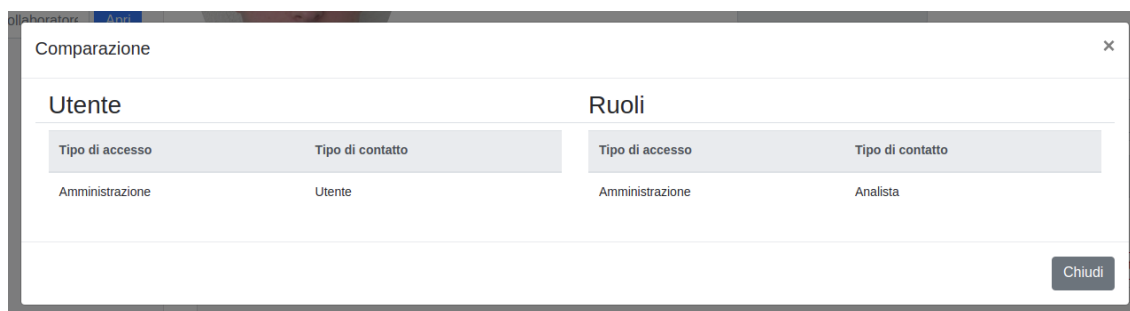 Apri
Comparazione ×
Utente Ruoli
Tipo di accesso Tipo di contatto Tipo di accesso Tipo di contatto
Amministrazione Utente Amministrazione Analista
Chiudi